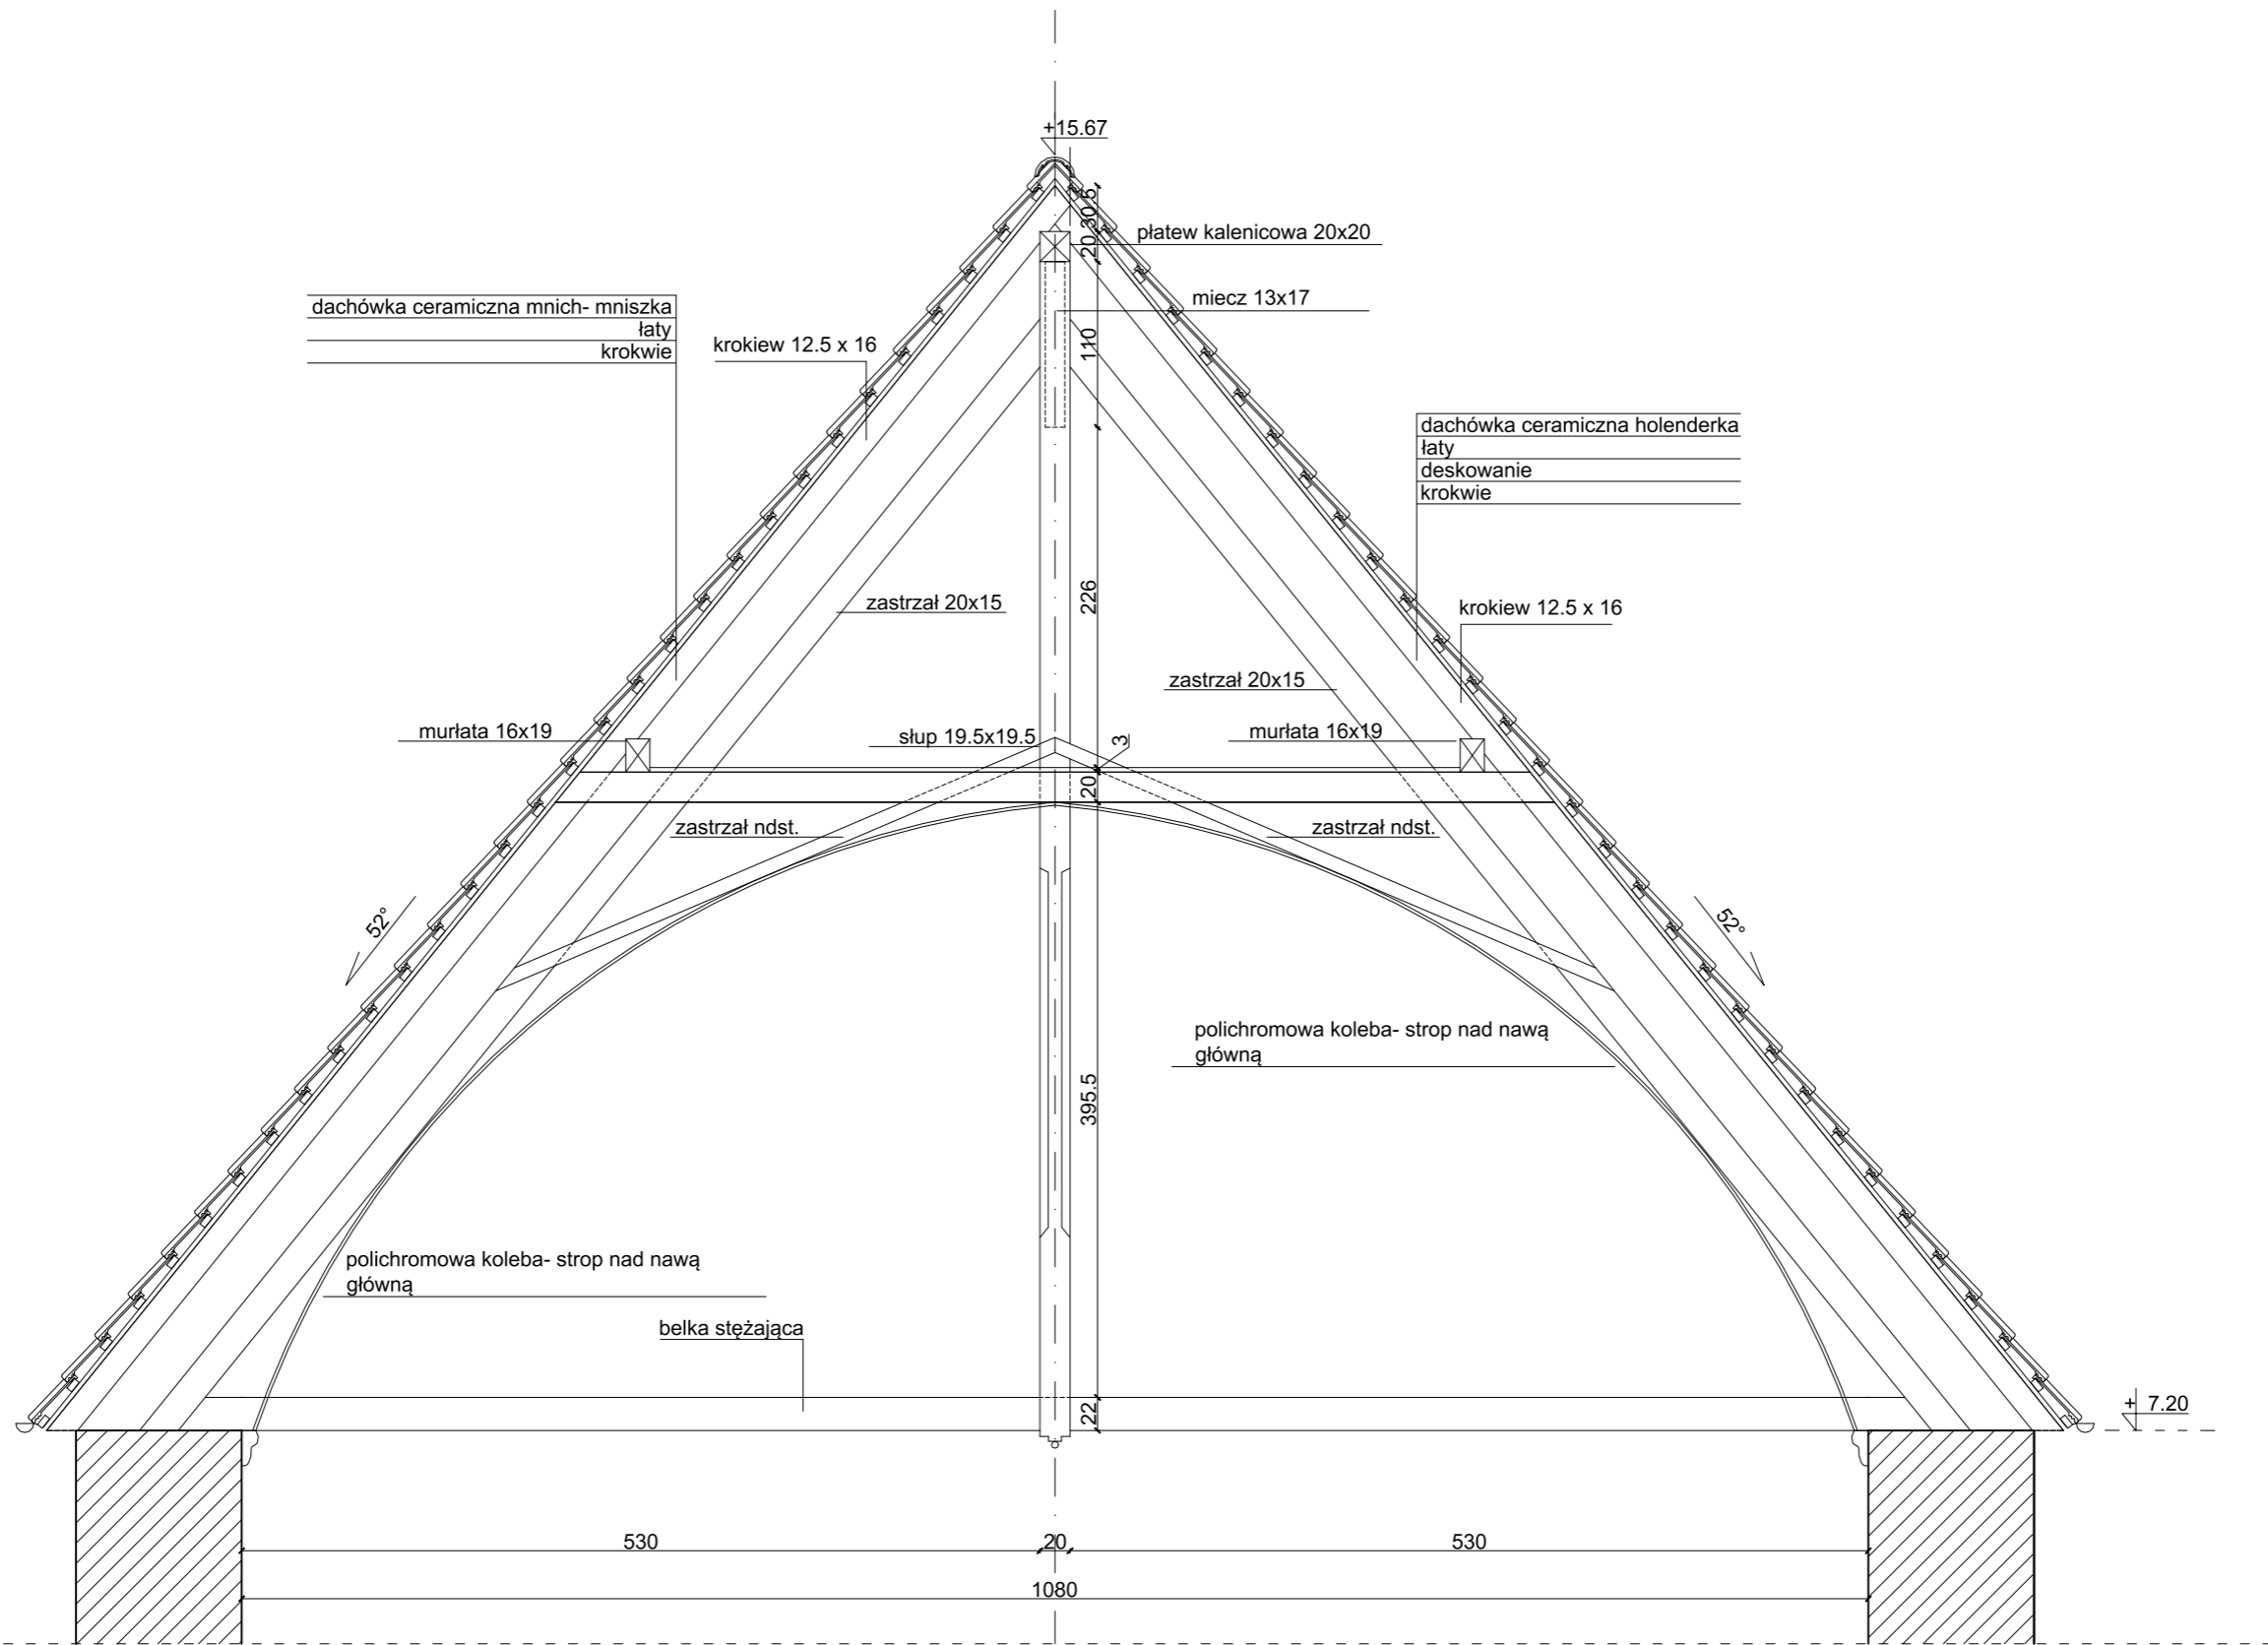 +15.67
30.5
20
płatew kalenicowa 20x20
miecz 13x17
110
dachówka ceramiczna mnich- mniszka
łaty
krokwie
krokiew 12.5 x 16
dachówka ceramiczna holenderka
łaty
deskowanie
krokwie
226
zastrzał 20x15
krokiew 12.5 x 16
zastrzał 20x15
murłata 16x19
słup 19.5x19.5
3
murłata 16x19
20
zastrzał ndst.
zastrzał ndst.
52°
52°
polichromowa koleba- strop nad nawą
główną
395.5
polichromowa koleba- strop nad nawą
główną
belka stężająca
22
+ 7.20
530
20
530
1080